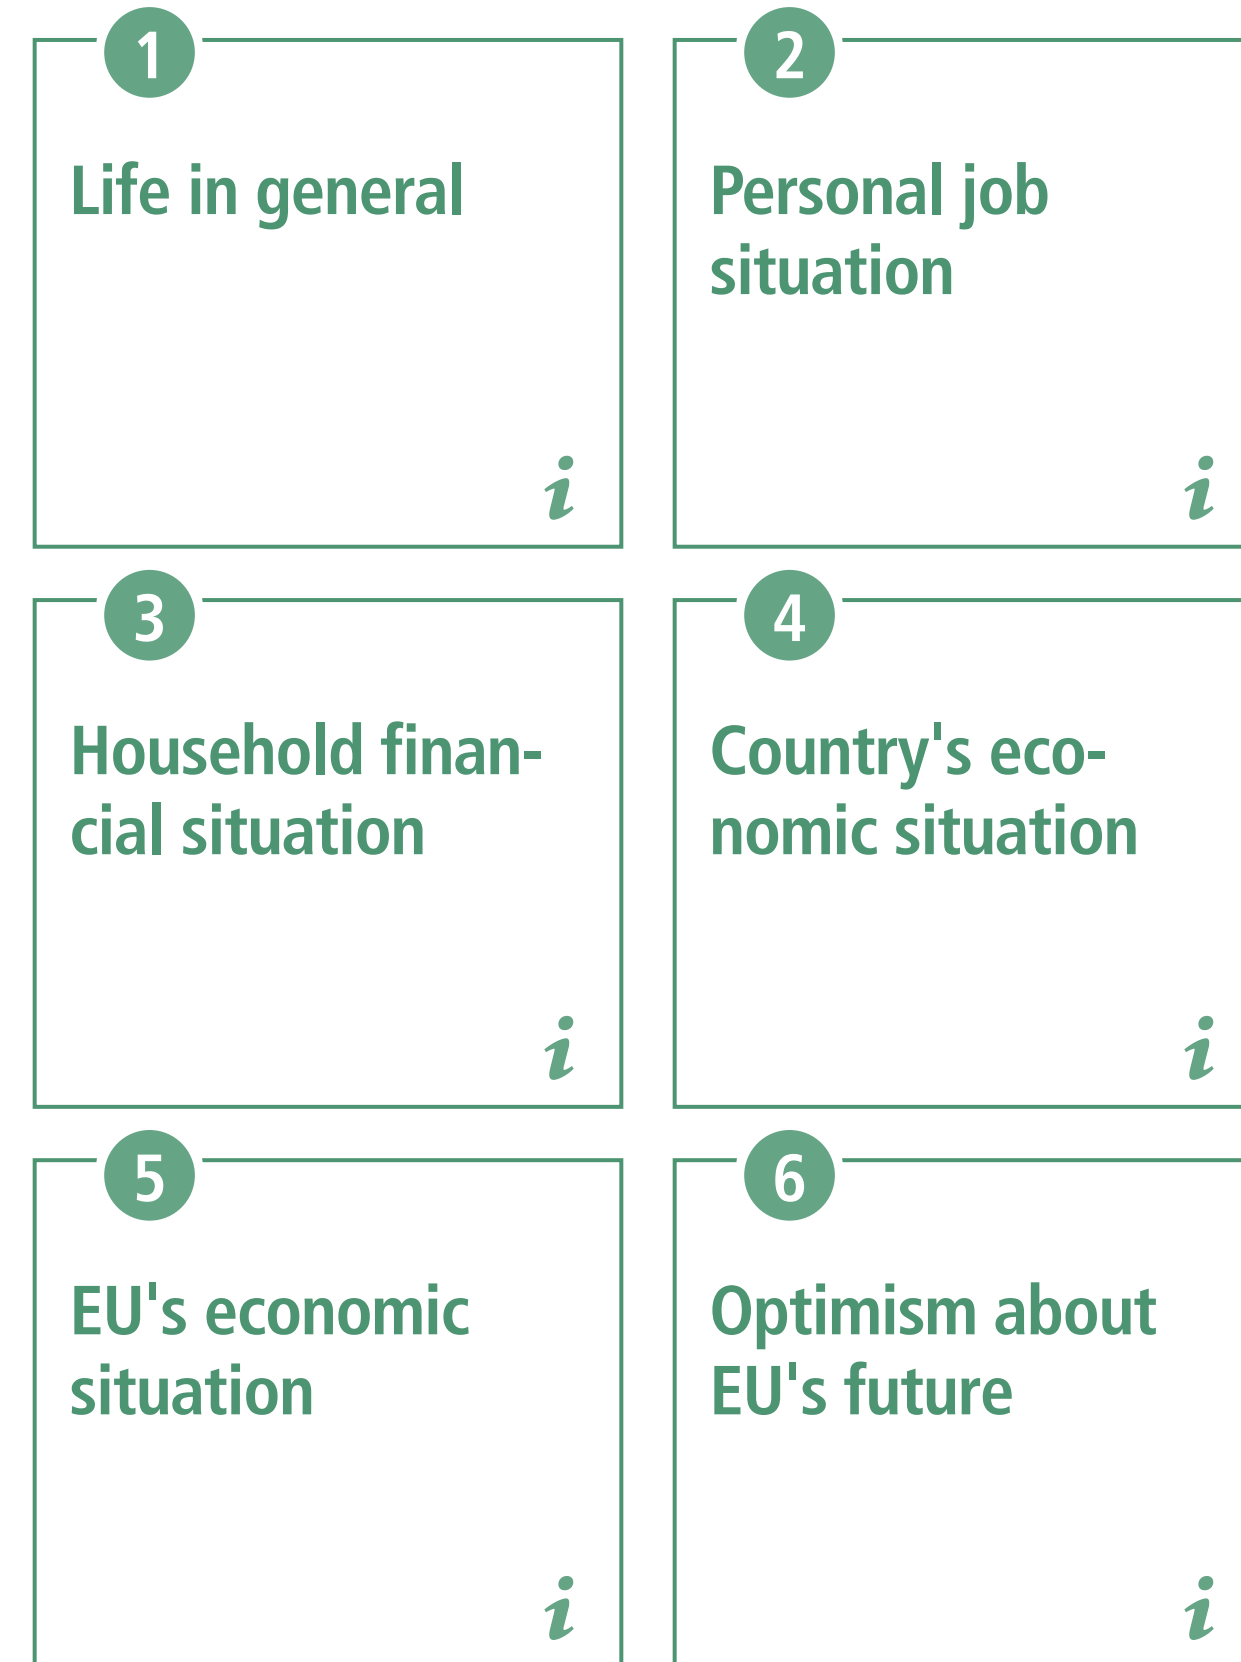 1
Life in general
i
2
Personal job
situation
i
3
Household finan-
cial situation
i
4
Country's eco-
nomic situation
i
5
EU's economic
situation
i
6
Optimism about
EU's future
i